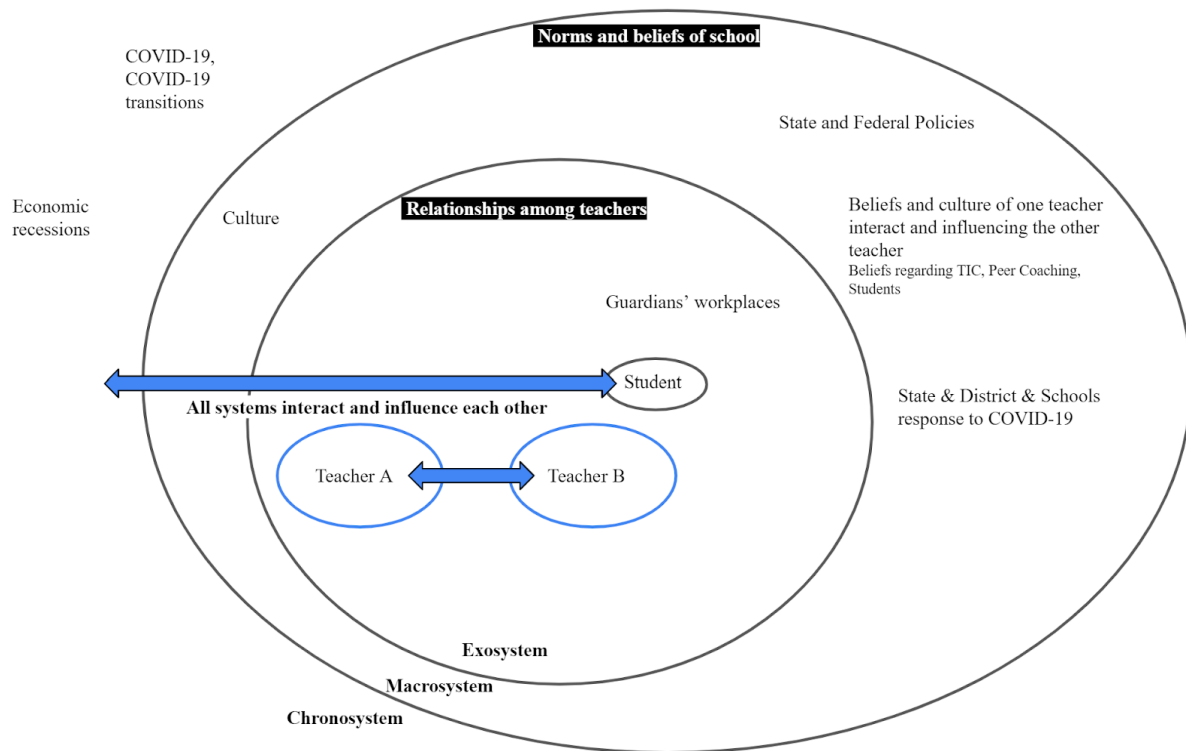 Norms and beliefs of school
COVID-19,
COVID-19
transitions
State and Federal Policies
Economic
recessions
Culture
Relationships among teachers
Beliefs and culture of one teacher
interact and influencing the other
teacher
Beliefs regarding TIC, Peer Coaching,
Students
Guardians’ workplaces
Student
All systems interact and influence each other
State & District & Schools
response to COVID-19
Teacher A
Teacher B
Exosystem
Macrosystem
Chronosystem